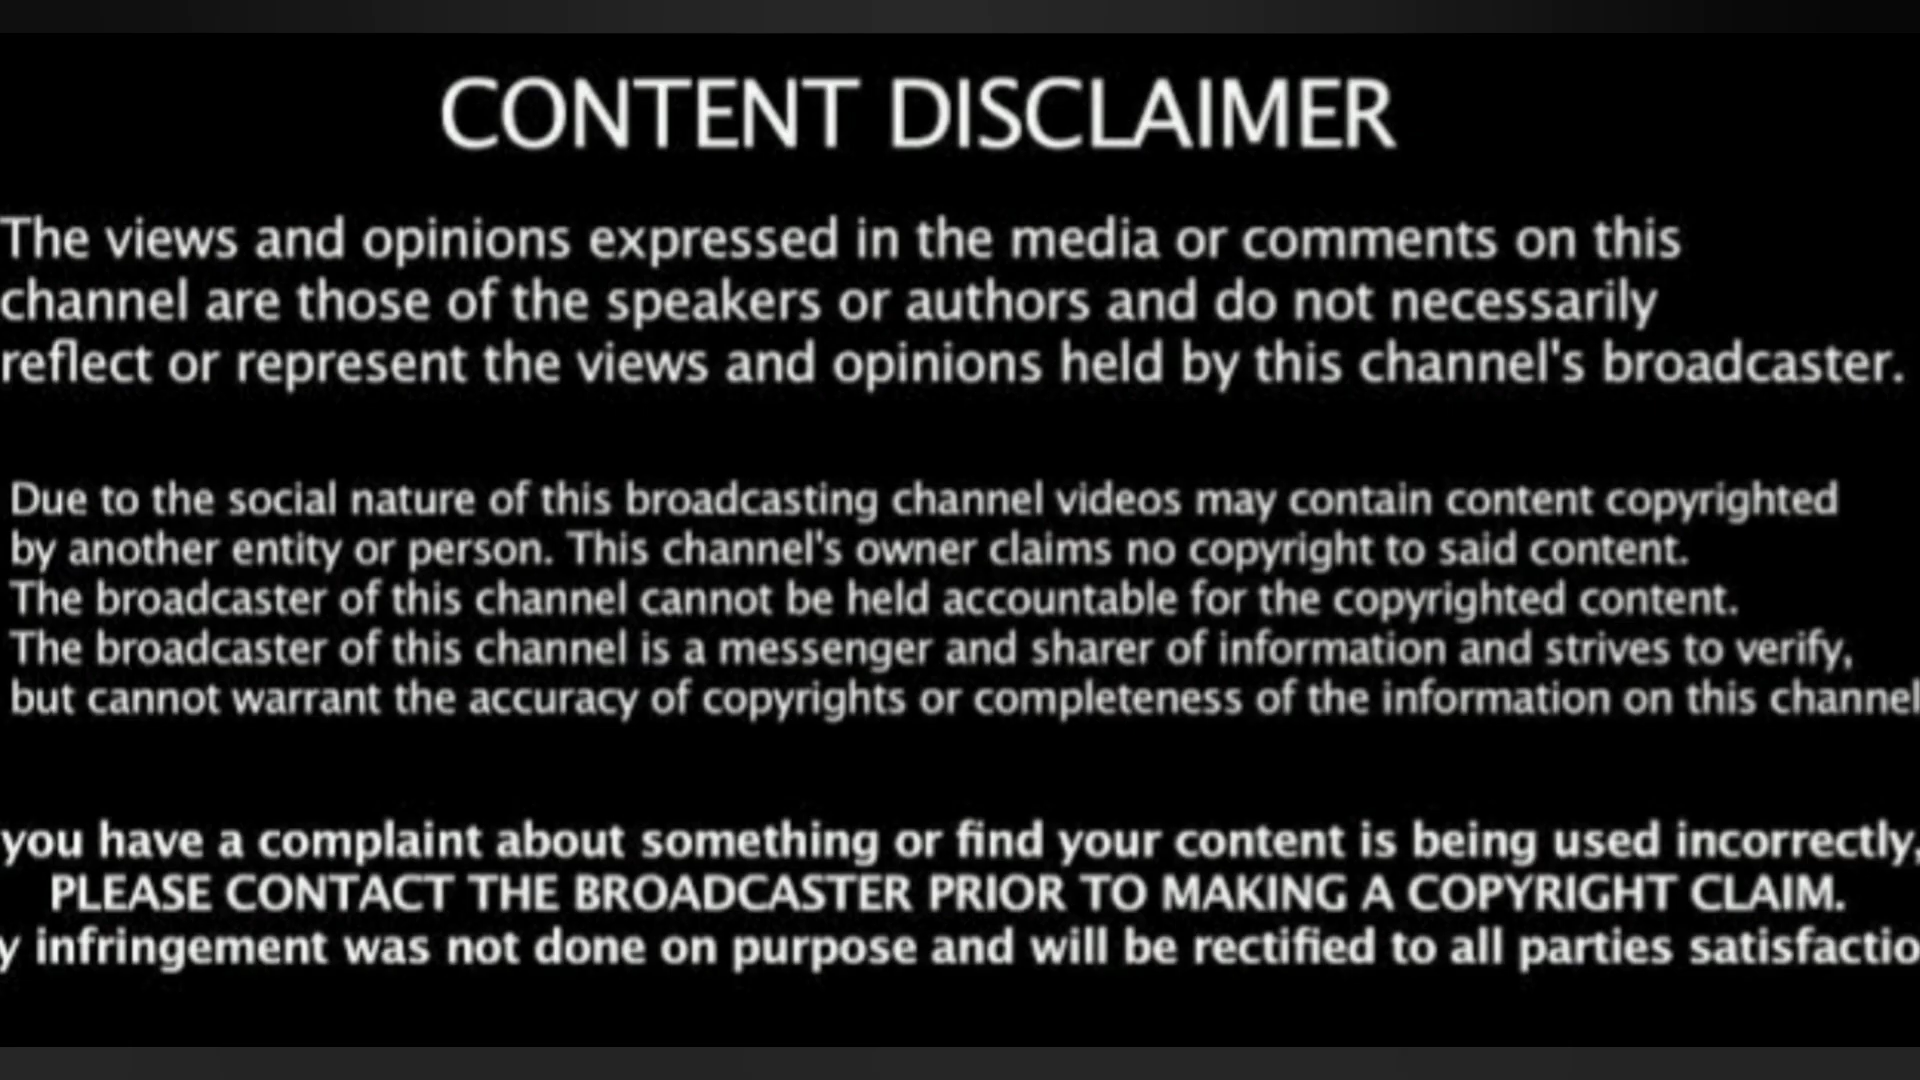 CONTENT DISCLAIMER
The views and opinions expressed in the media or comments on this
channel are those of the speakers or authors and do not necessarily
reflect or represent the views and opinions held by this channel's broadcaster.
Due to the social nature of this broadcasting channel videos may contain content copyrighted
by another entity or person. This channel's owner claims no copyright to said content.
The broadcaster of this channel cannot be held accountable for the copyrighted content.
The broadcaster of this channel is a messenger and sharer of information and strives to verify,
but cannot warrant the accuracy of copyrights or completeness of the information on this channel
you have a complaint about something or find your content is being used incorrectly,
PLEASE CONTACT THE BROADCASTER PRIOR TO MAKING A COPYRIGHT CLAIM.
y infringement was not done on purpose and will be rectified to all parties satisfactio